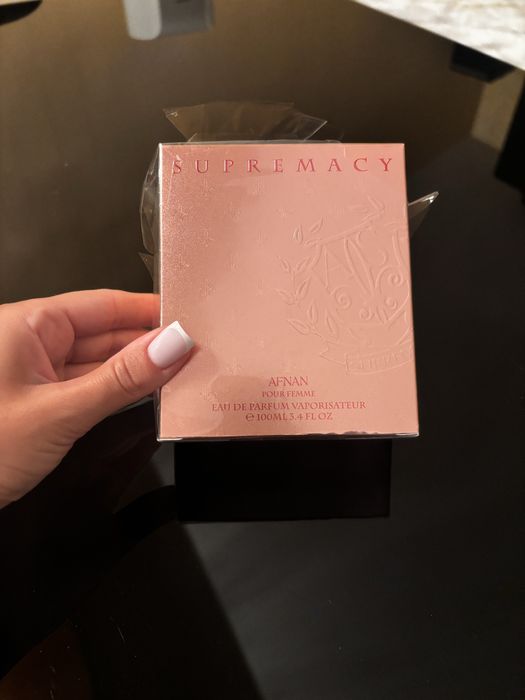 SUPREMACY
AFNAN
POUR FEMME
EAU DE PARFUM VAPORISATEUR
℮ 100ML 3.4 FL OZ